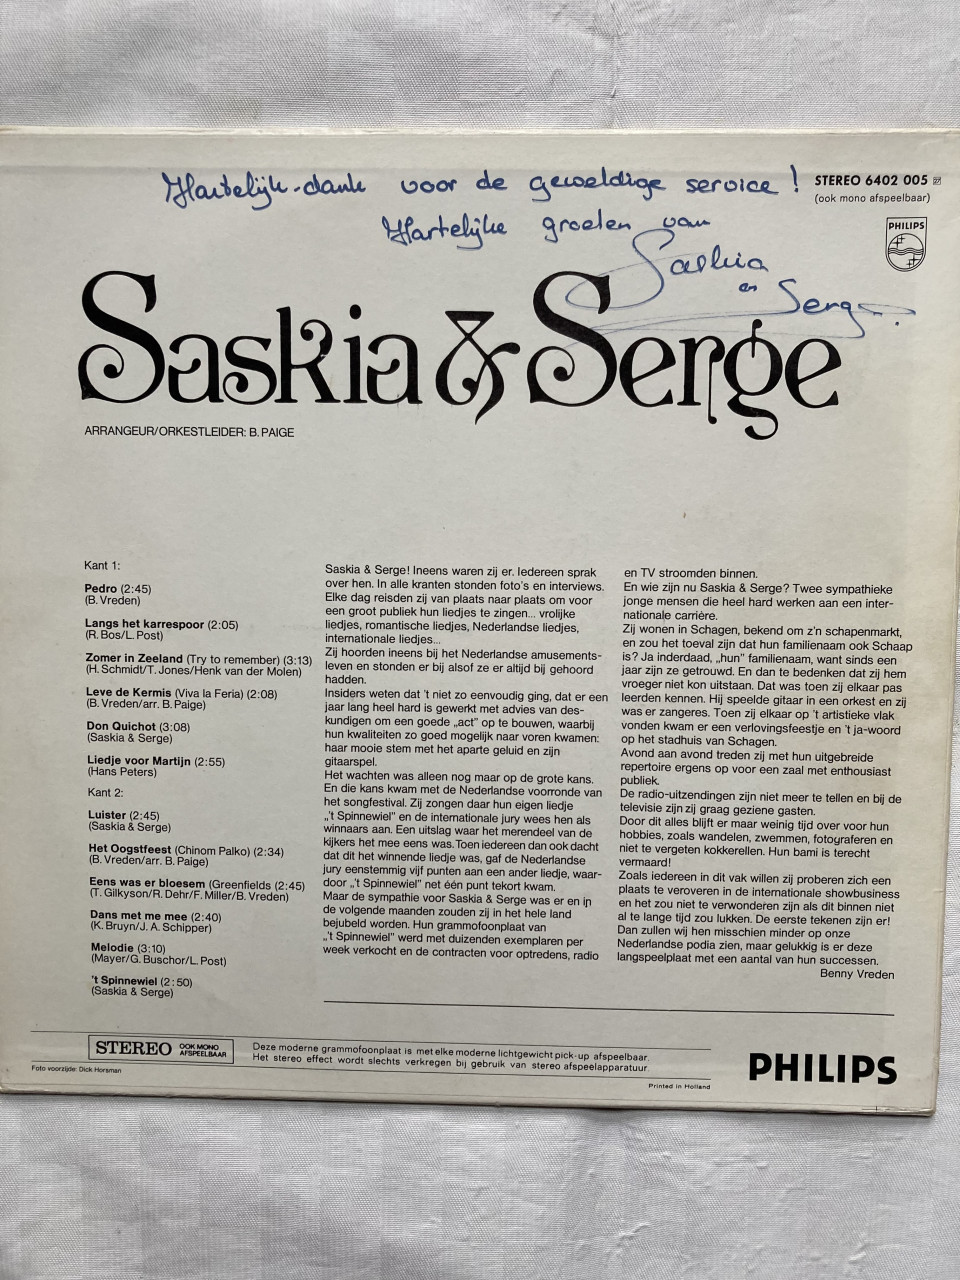 Hartelijk-dank voor de geweldige service!
Hartelijke groeten van
Saskia
en Serge.
STEREO 6402 005
(ook mono afspeelbaar)
PHILIPS
Saskia & Serge
ARRANGEUR/ORKESTLEIDER: B. PAIGE
Kant 1:
Pedro (2:45)
(B. Vreden)
Langs het karrespoor (2:05)
(R. Bos/L. Post)
Zomer in Zeeland (Try to remember) (3:13)
(H. Schmidt/T. Jones/Henk van der Molen)
Leve de Kermis (Viva la Feria) (2:08)
(B. Vreden/arr. B. Paige)
Don Quichot (3:08)
(Saskia & Serge)
Liedje voor Martijn (2:55)
(Hans Peters)
Kant 2:
Luister (2:45)
(Saskia & Serge)
Het Oogstfeest (Chinom Palko) (2:34)
(B. Vreden/arr. B. Paige)
Eens was er bloesem (Greenfields (2:45)
(T. Gilkyson/R. Dehr/F. Miller/B. Vreden)
Dans met me mee (2:40)
(K. Bruyn/J. A. Schipper)
Melodie (3:10)
(Mayer/G. Buschor/L. Post)
't Spinnewiel (2:50)
(Saskia & Serge)
Saskia & Serge! Ineens waren zij er. Iedereen sprak
over hen. In alle kranten stonden foto's en interviews.
Elke dag reisden zij van plaats naar plaats om voor
een groot publiek hun liedjes te zingen... vrolijke
liedjes, romantische liedjes, Nederlandse liedjes,
internationale liedjes...
Zij hoorden ineens bij het Nederlandse amusements-
leven en stonden er bij alsof ze er altijd bij gehoord
hadden.
Insiders weten dat 't niet zo eenvoudig ging, dat er een
jaar lang heel hard is gewerkt met advies van des-
kundigen om een goede „act" op te bouwen, waarbij
hun kwaliteiten zo goed mogelijk naar voren kwamen:
haar mooie stem met het aparte geluid en zijn
gitaarspel.
Het wachten was alleen nog maar op de grote kans.
En die kans kwam met de Nederlandse voorronde van
het songfestival. Zij zongen daar hun eigen liedje
„'t Spinnewiel" en de internationale jury wees hen als
winnaars aan. Een uitslag waar het merendeel van de
kijkers het mee eens was. Toen iedereen dan ook dacht
dat dit het winnende liedje was, gaf de Nederlandse
jury eenstemmig vijf punten aan een ander liedje, waar-
door „'t Spinnewiel" net één punt tekort kwam.
Maar de sympathie voor Saskia & Serge was er en in
de volgende maanden zouden zij in het hele land
bejubeld worden. Hun grammofoonplaat van
„'t Spinnewiel" werd met duizenden exemplaren per
week verkocht en de contracten voor optredens, radio
en TV stroomden binnen.
En wie zijn nu Saskia & Serge? Twee sympathieke
jonge mensen die heel hard werken aan een inter-
nationale carrière.
Zij wonen in Schagen, bekend om z'n schapenmarkt,
en zou het toeval zijn dat hun familienaam ook Schaap
is? Ja inderdaad, „hun" familienaam, want sinds een
jaar zijn ze getrouwd. En dan te bedenken dat zij hem
vroeger niet kon uitstaan. Dat was toen zij elkaar pas
leerden kennen. Hij speelde gitaar in een orkest en zij
was er zangeres. Toen zij elkaar op 't artistieke vlak
vonden kwam er een verlovingsfeestje en 't ja-woord
op het stadhuis van Schagen.
Avond aan avond treden zij met hun uitgebreide
repertoire ergens op voor een zaal met enthousiast
publiek.
De radio-uitzendingen zijn niet meer te tellen en bij de
televisie zijn zij graag geziene gasten.
Door dit alles blijft er maar weinig tijd over voor hun
hobbies, zoals wandelen, zwemmen, fotograferen en
niet te vergeten kokkerellen. Hun bami is terecht
vermaard!
Zoals iedereen in dit vak willen zij proberen zich een
plaats te veroveren in de internationale showbusiness
en het zou niet te verwonderen zijn als dit binnen niet
al te lange tijd zou lukken. De eerste tekenen zijn er!
Dan zullen wij hen misschien minder op onze
Nederlandse podia zien, maar gelukkig is er deze
langspeelplaat met een aantal van hun successen.
Benny Vreden
STEREO OOK MONO AFSPEELBAAR
Deze moderne grammofoonplaat is met elke moderne lichtgewicht pick-up afspeelbaar.
Het stereo effect wordt slechts verkregen bij gebruik van stereo afspeelapparatuur.
Foto voorzijde: Dick Horsman
Printed in Holland
PHILIPS